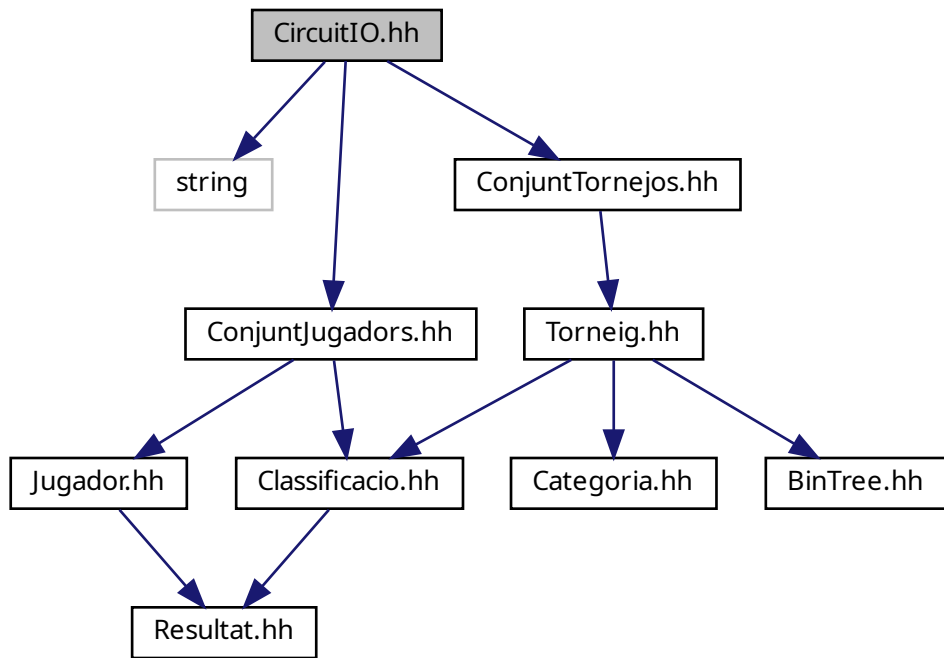 CircuitIO.hh
string
ConjuntTornejos.hh
ConjuntJugadors.hh
Torneig.hh
Jugador.hh
Classificacio.hh
Categoria.hh
BinTree.hh
Resultat.hh